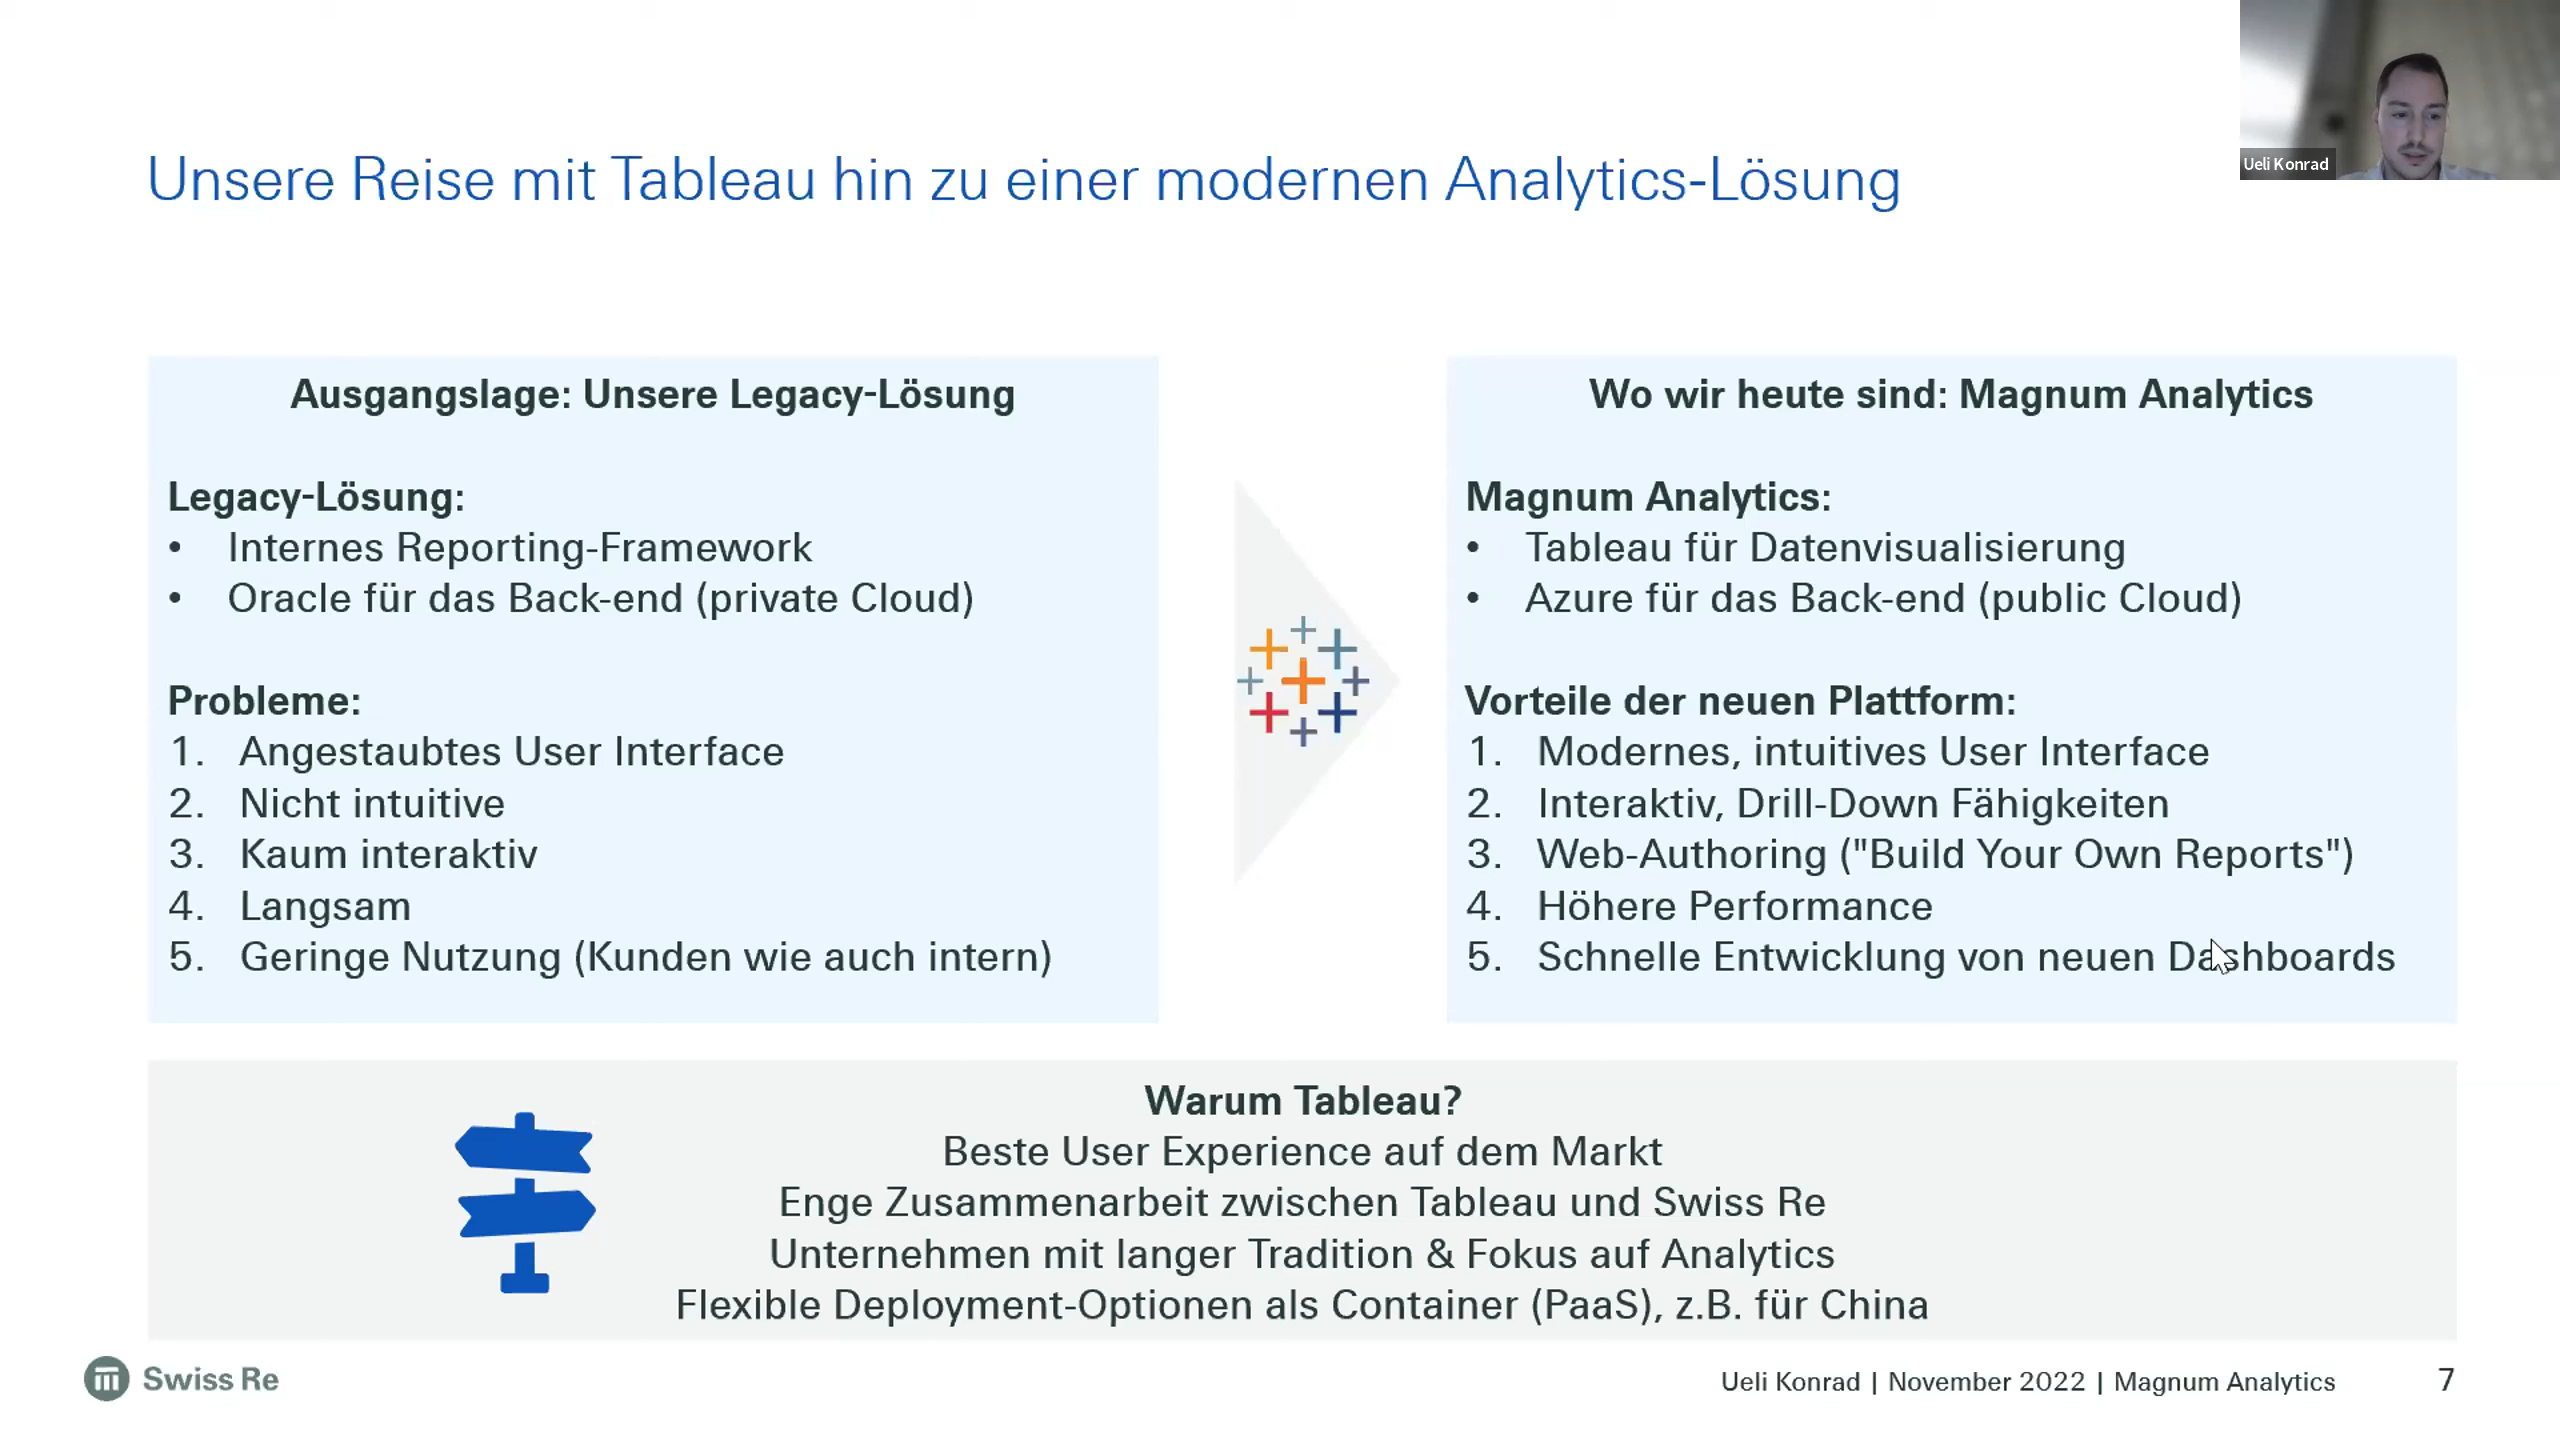 Ueli Konrad
Unsere Reise mit Tableau hin zu einer modernen Analytics-Lösung
Ausgangslage: Unsere Legacy-Lösung
Legacy-Lösung:
• Internes Reporting-Framework
• Oracle für das Back-end (private Cloud)
Probleme:
1. Angestaubtes User Interface
2. Nicht intuitive
3. Kaum interaktiv
4. Langsam
5. Geringe Nutzung (Kunden wie auch intern)
Wo wir heute sind: Magnum Analytics
Magnum Analytics:
• Tableau für Datenvisualisierung
• Azure für das Back-end (public Cloud)
Vorteile der neuen Plattform:
1. Modernes, intuitives User Interface
2. Interaktiv, Drill-Down Fähigkeiten
3. Web-Authoring ("Build Your Own Reports")
4. Höhere Performance
5. Schnelle Entwicklung von neuen Dashboards
Warum Tableau?
Beste User Experience auf dem Markt
Enge Zusammenarbeit zwischen Tableau und Swiss Re
Unternehmen mit langer Tradition & Fokus auf Analytics
Flexible Deployment-Optionen als Container (PaaS), z.B. für China
Swiss Re
Ueli Konrad | November 2022 | Magnum Analytics 7